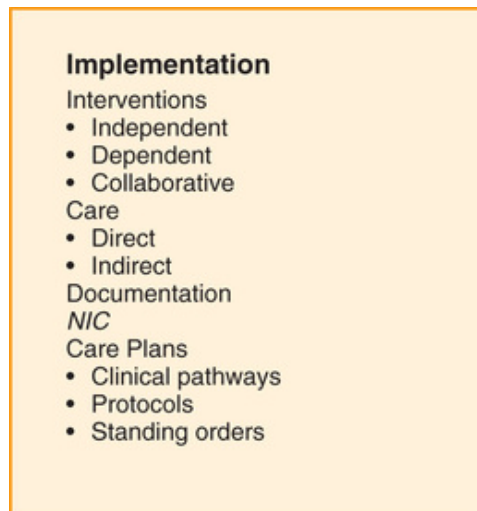 Implementation
Interventions
• Independent
• Dependent
• Collaborative
Care
• Direct
• Indirect
Documentation
NIC
Care Plans
• Clinical pathways
• Protocols
• Standing orders